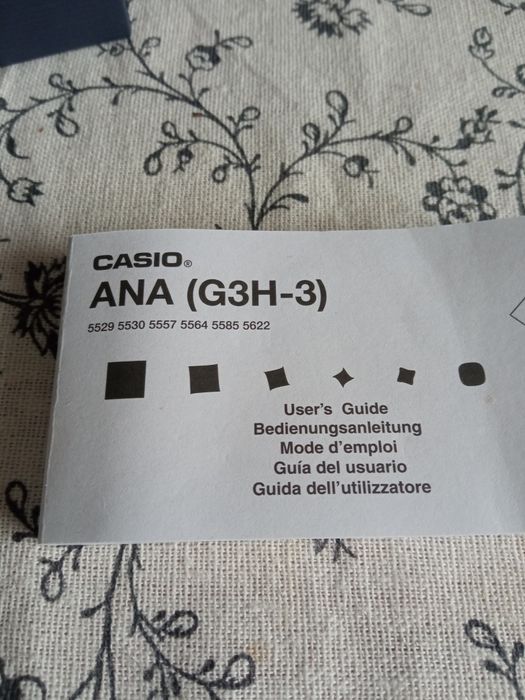 CASIO®
ANA (G3H-3)
5529 5530 5557 5564 5585 5622
User's Guide
Bedienungsanleitung
Mode d'emploi
Guía del usuario
Guida dell'utilizzatore